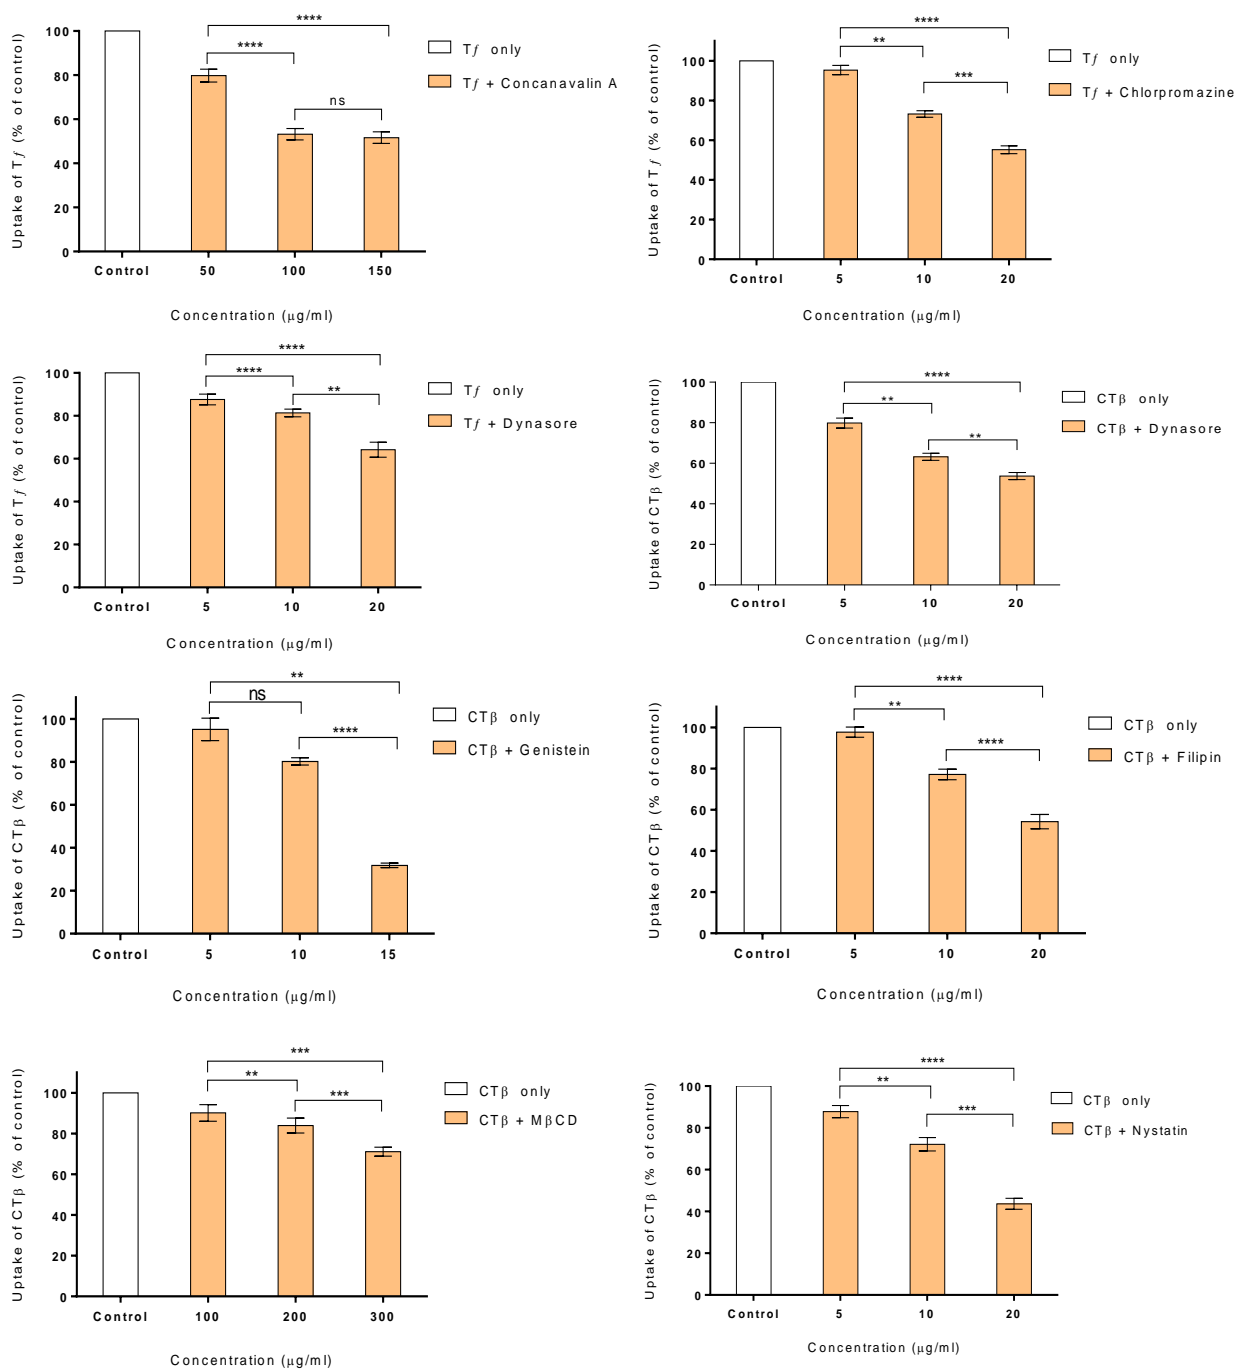 ****
****
ns
Uptake of Tƒ (% of control)
100
80
60
40
20
0
Control 50 100 150
Concentration (μg/ml)
Tƒ only
Tƒ + Concanavalin A
****
**
***
Uptake of Tƒ (% of control)
100
80
60
40
20
0
Control 5 10 20
Concentration (μg/ml)
Tƒ only
Tƒ + Chlorpromazine
****
****
**
Uptake of Tƒ (% of control)
100
80
60
40
20
0
Control 5 10 20
Concentration (μg/ml)
Tƒ only
Tƒ + Dynasore
****
**
**
Uptake of CTβ (% of control)
100
80
60
40
20
0
Control 5 10 20
Concentration (μg/ml)
CTβ only
CTβ + Dynasore
**
ns
****
Uptake of CTβ (% of control)
100
80
60
40
20
0
Control 5 10 15
Concentration (μg/ml)
CTβ only
CTβ + Genistein
****
**
****
Uptake of CTβ (% of control)
100
80
60
40
20
0
Control 5 10 20
Concentration (μg/ml)
CTβ only
CTβ + Filipin
***
**
***
Uptake of CTβ (% of control)
100
80
60
40
20
0
Control 100 200 300
Concentration (μg/ml)
CTβ only
CTβ + MβCD
****
**
***
Uptake of CTβ (% of control)
100
80
60
40
20
0
Control 5 10 20
Concentration (μg/ml)
CTβ only
CTβ + Nystatin